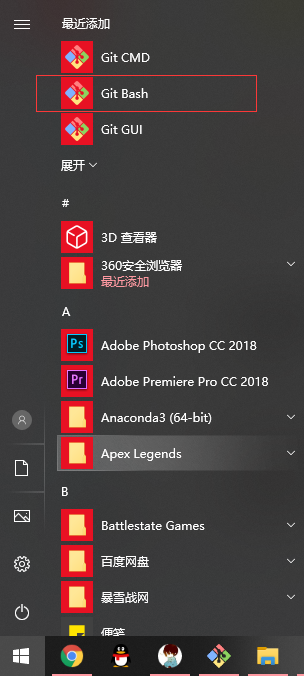 最近添加
Git CMD
Git Bash
Git GUI
展开
#
3D 查看器
360安全浏览器
最近添加
A
Ps
Adobe Photoshop CC 2018
Pr
Adobe Premiere Pro CC 2018
Anaconda3 (64-bit)
Apex Legends
B
Battlestate Games
百度网盘
暴雪战网
便笺